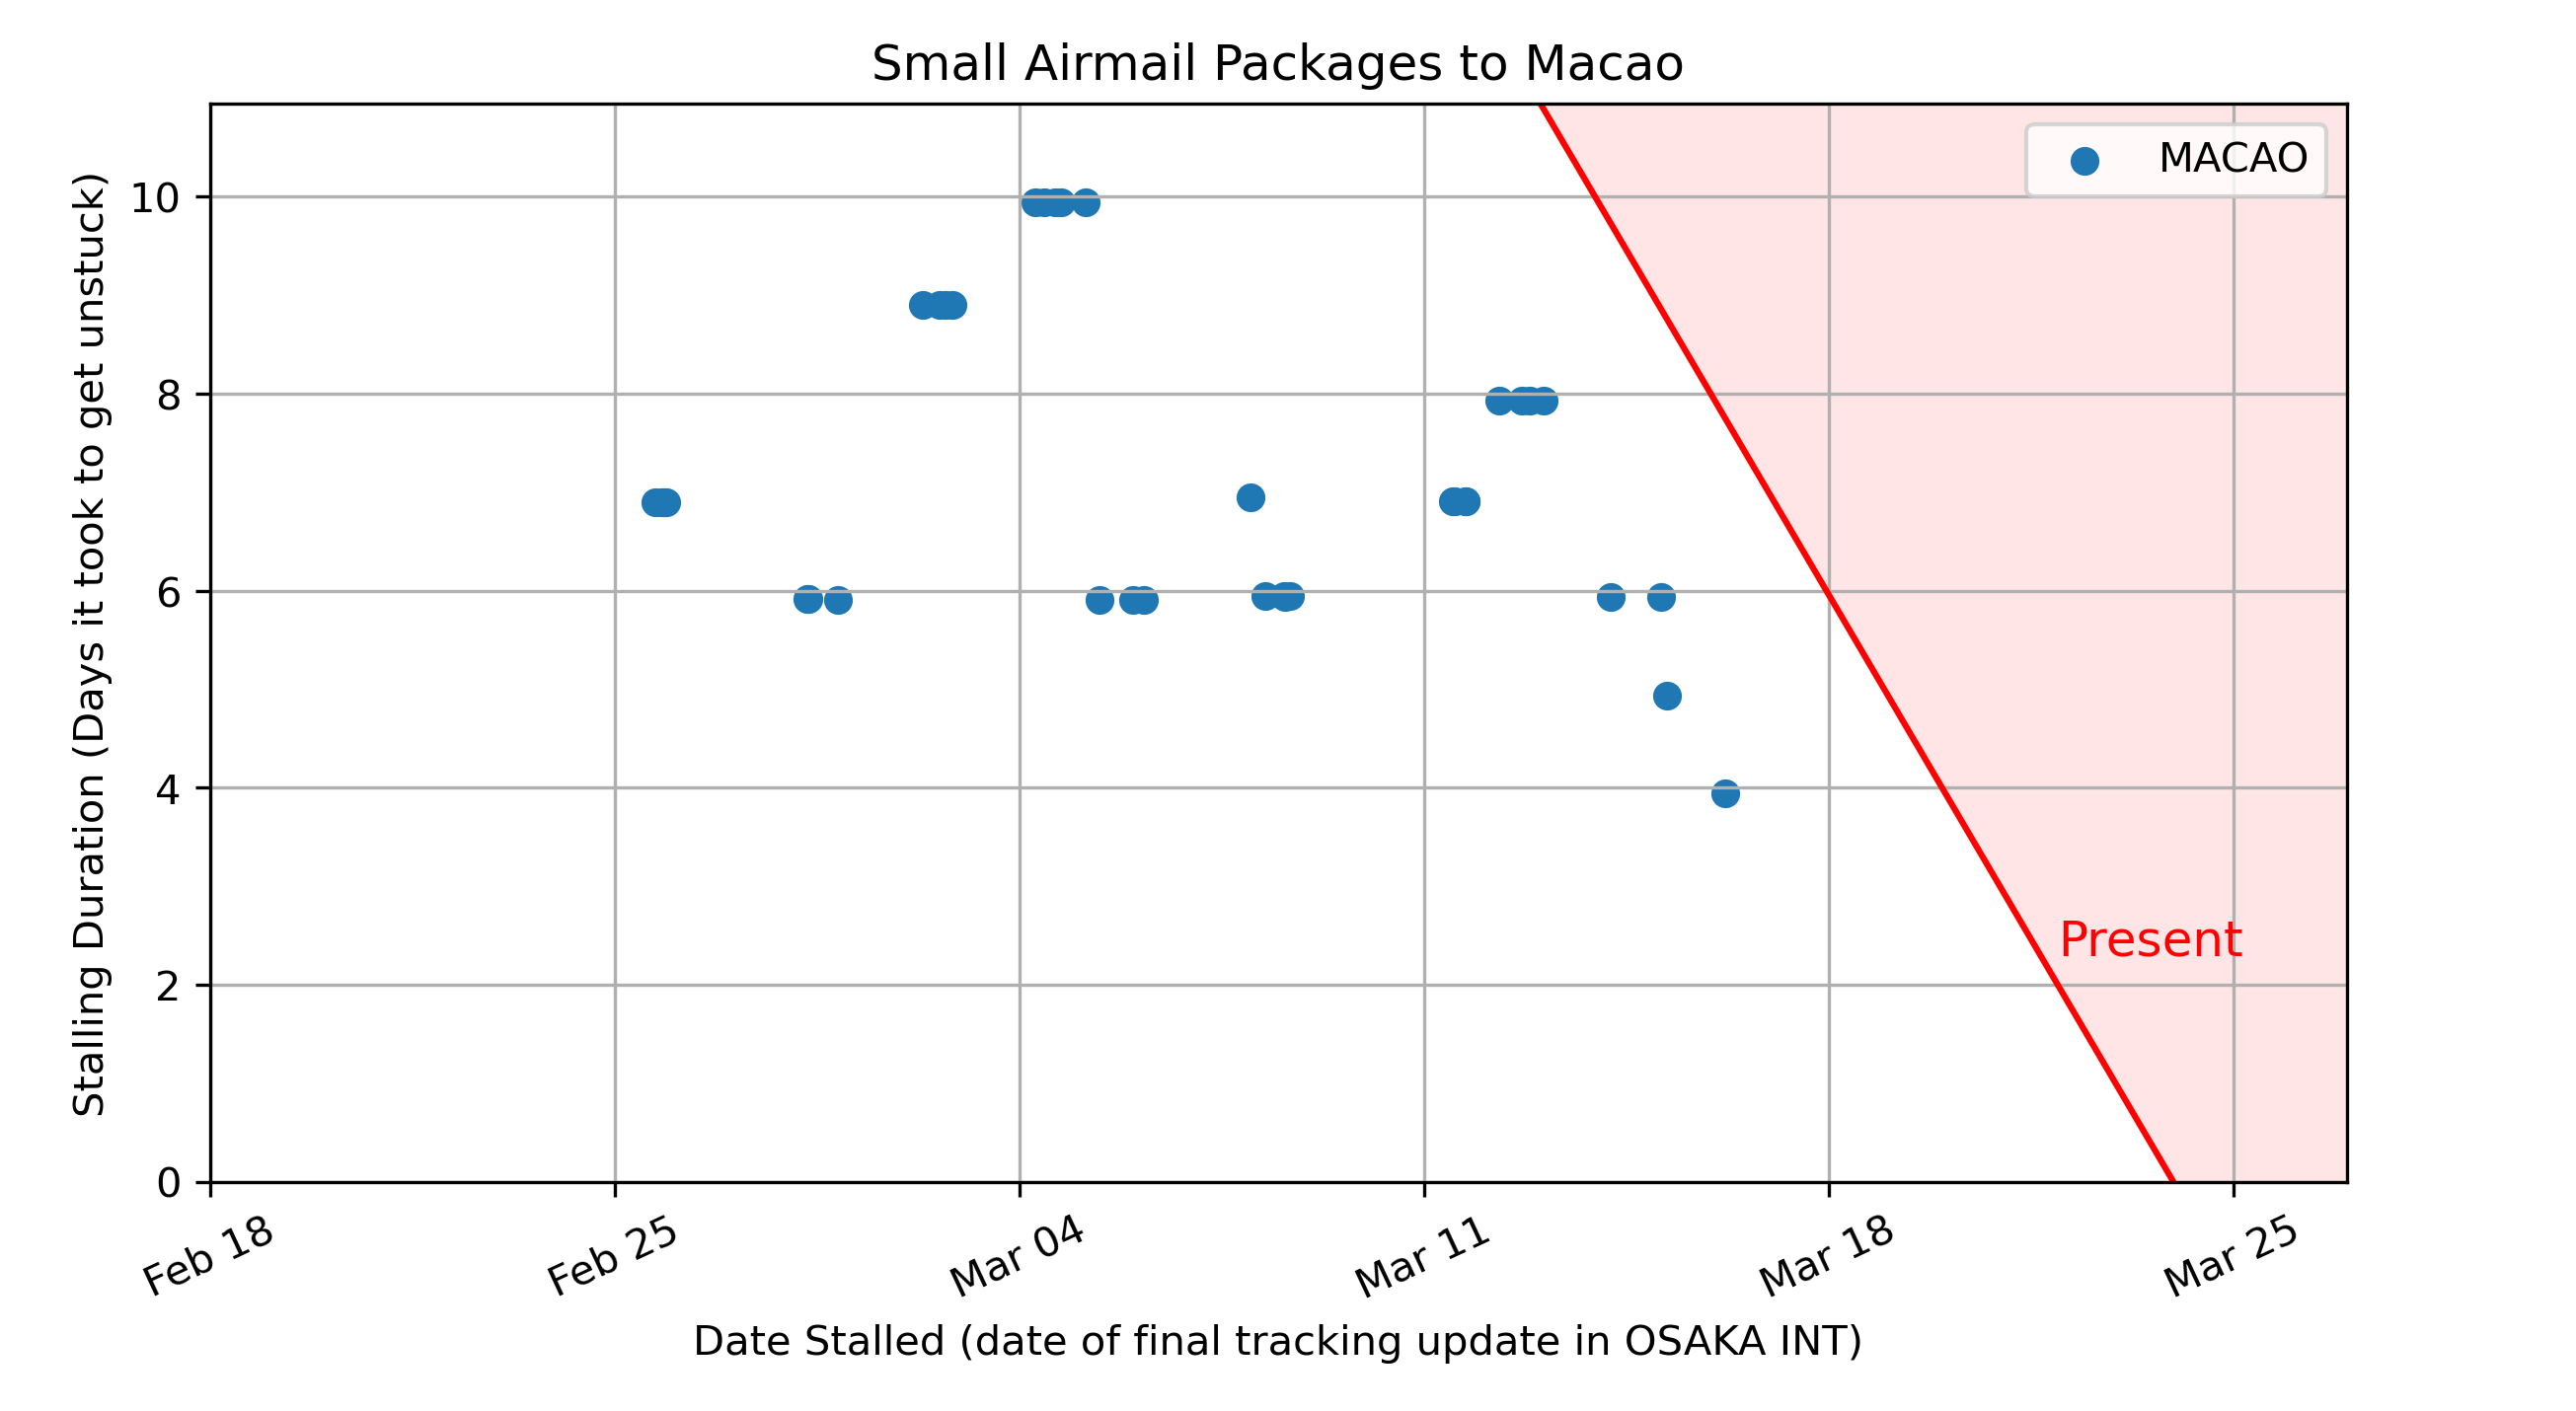 Small Airmail Packages to Macao
MACAO
Stalling Duration (Days it took to get unstuck)
10
8
6
4
2
0
Present
Feb 18
Feb 25
Mar 04
Mar 11
Mar 18
Mar 25
Date Stalled (date of final tracking update in OSAKA INT)